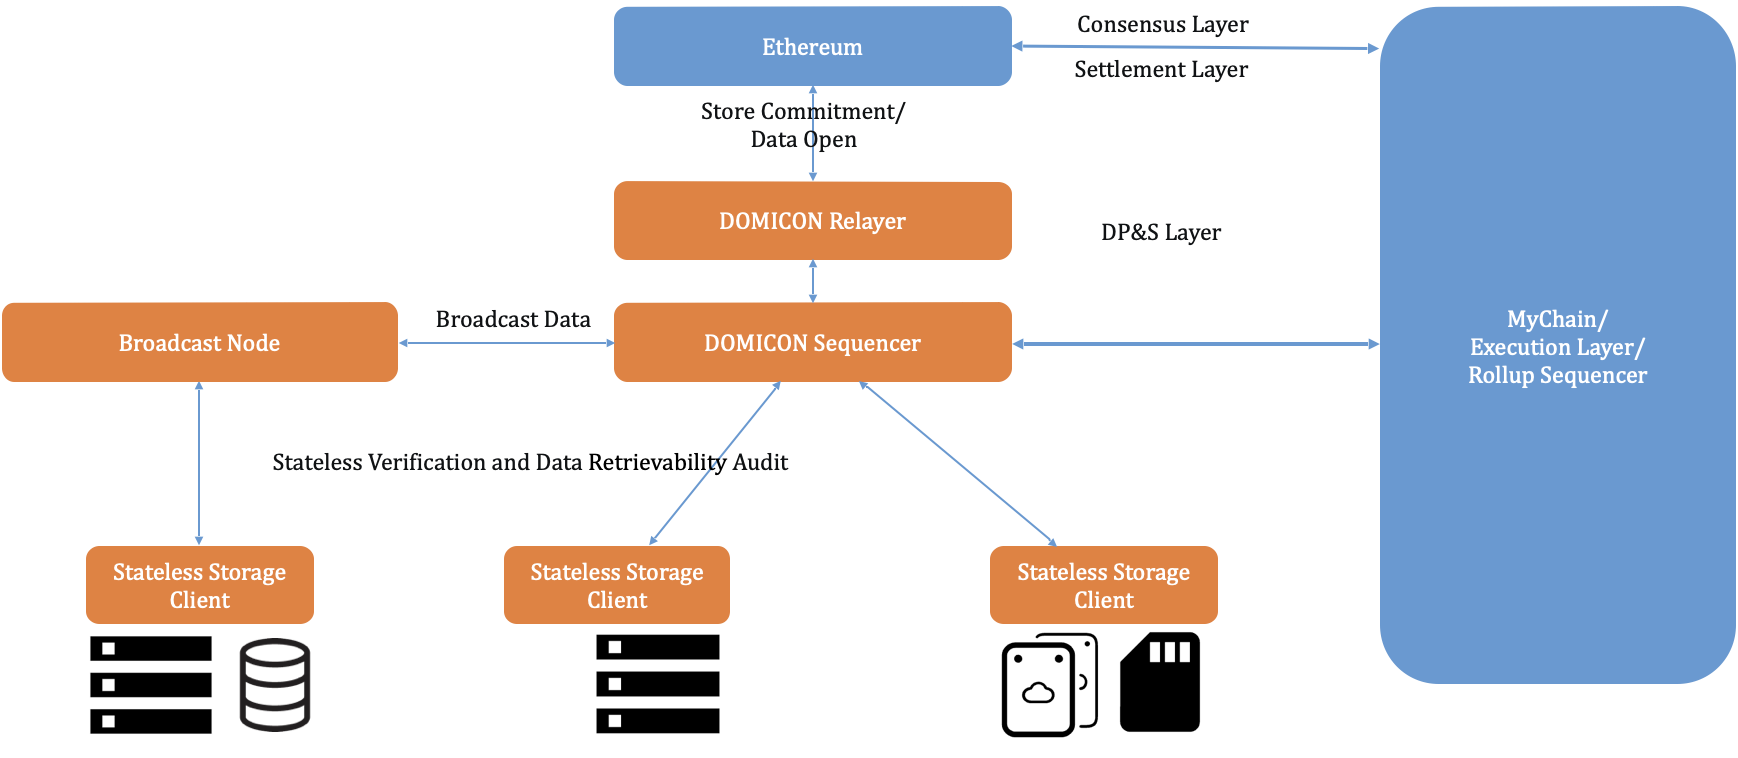 Ethereum
Consensus Layer
Settlement Layer
Store Commitment/
Data Open
DOMICON Relayer
DP&S Layer
Broadcast Node
Broadcast Data
DOMICON Sequencer
MyChain/
Execution Layer/
Rollup Sequencer
Stateless Verification and Data Retrievability Audit
Stateless Storage
Client
Stateless Storage
Client
Stateless Storage
Client